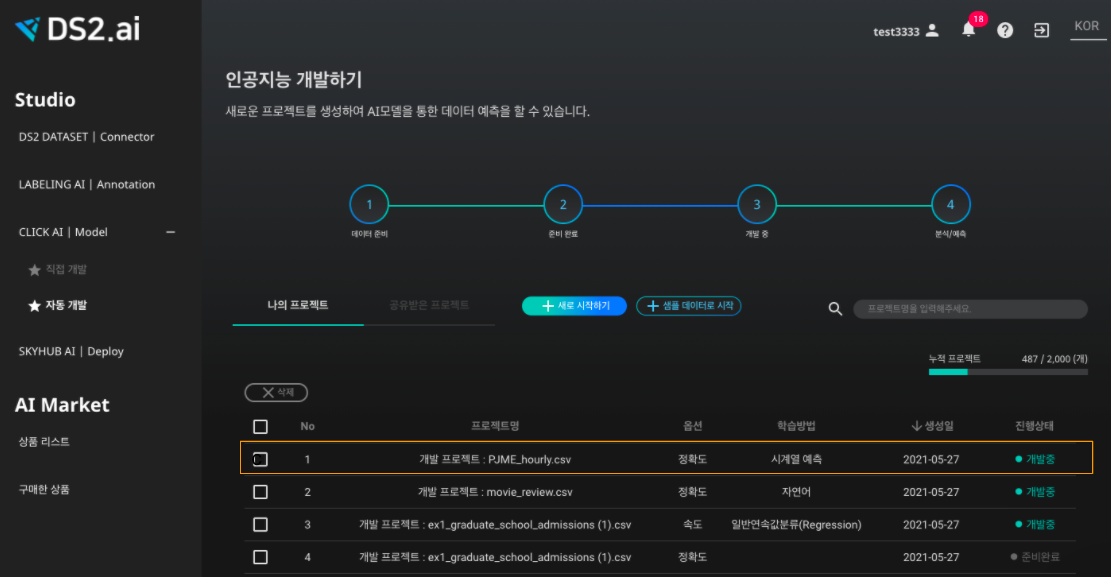 DS2.ai
test3333
18
KOR
Studio
DS2 DATASET | Connector
LABELING AI | Annotation
CLICK AI | Model
직접 개발
자동 개발
SKYHUB AI | Deploy
AI Market
상품 리스트
구매한 상품
인공지능 개발하기
새로운 프로젝트를 생성하여 AI모델을 통한 데이터 예측을 할 수 있습니다.
1 2 3 4
데이터 준비 준비 완료 개발 중 분석/예측
나의 프로젝트 공유받은 프로젝트 새로 시작하기 샘플 데이터로 시작 프로젝트명을 입력해주세요.
누적 프로젝트 487 / 2,000 (개)
삭제
No 프로젝트명 옵션 학습방법 생성일 진행상태
1 개발 프로젝트 : PJME_hourly.csv 정확도 시계열 예측 2021-05-27 개발중
2 개발 프로젝트 : movie_review.csv 정확도 자연어 2021-05-27 개발중
3 개발 프로젝트 : ex1_graduate_school_admissions (1).csv 속도 일반연속값분류(Regression) 2021-05-27 개발중
4 개발 프로젝트 : ex1_graduate_school_admissions (1).csv 정확도 2021-05-27 준비완료